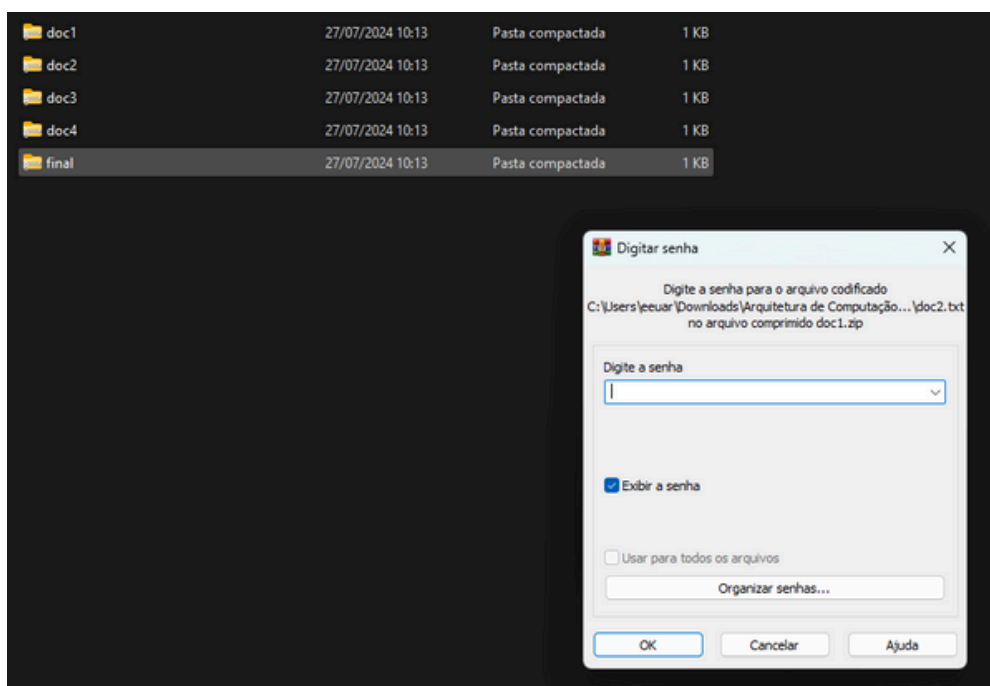 doc1 27/07/2024 10:13 Pasta compactada 1 KB
doc2 27/07/2024 10:13 Pasta compactada 1 KB
doc3 27/07/2024 10:13 Pasta compactada 1 KB
doc4 27/07/2024 10:13 Pasta compactada 1 KB
final 27/07/2024 10:13 Pasta compactada 1 KB
Digitar senha
Digite a senha para o arquivo codificado
C:\Users\eeuar\Downloads\Arquitetura de Computação...\doc2.txt
no arquivo comprimido doc1.zip
Digite a senha
Exibir a senha
Usar para todos os arquivos
Organizar senhas...
OK Cancelar Ajuda